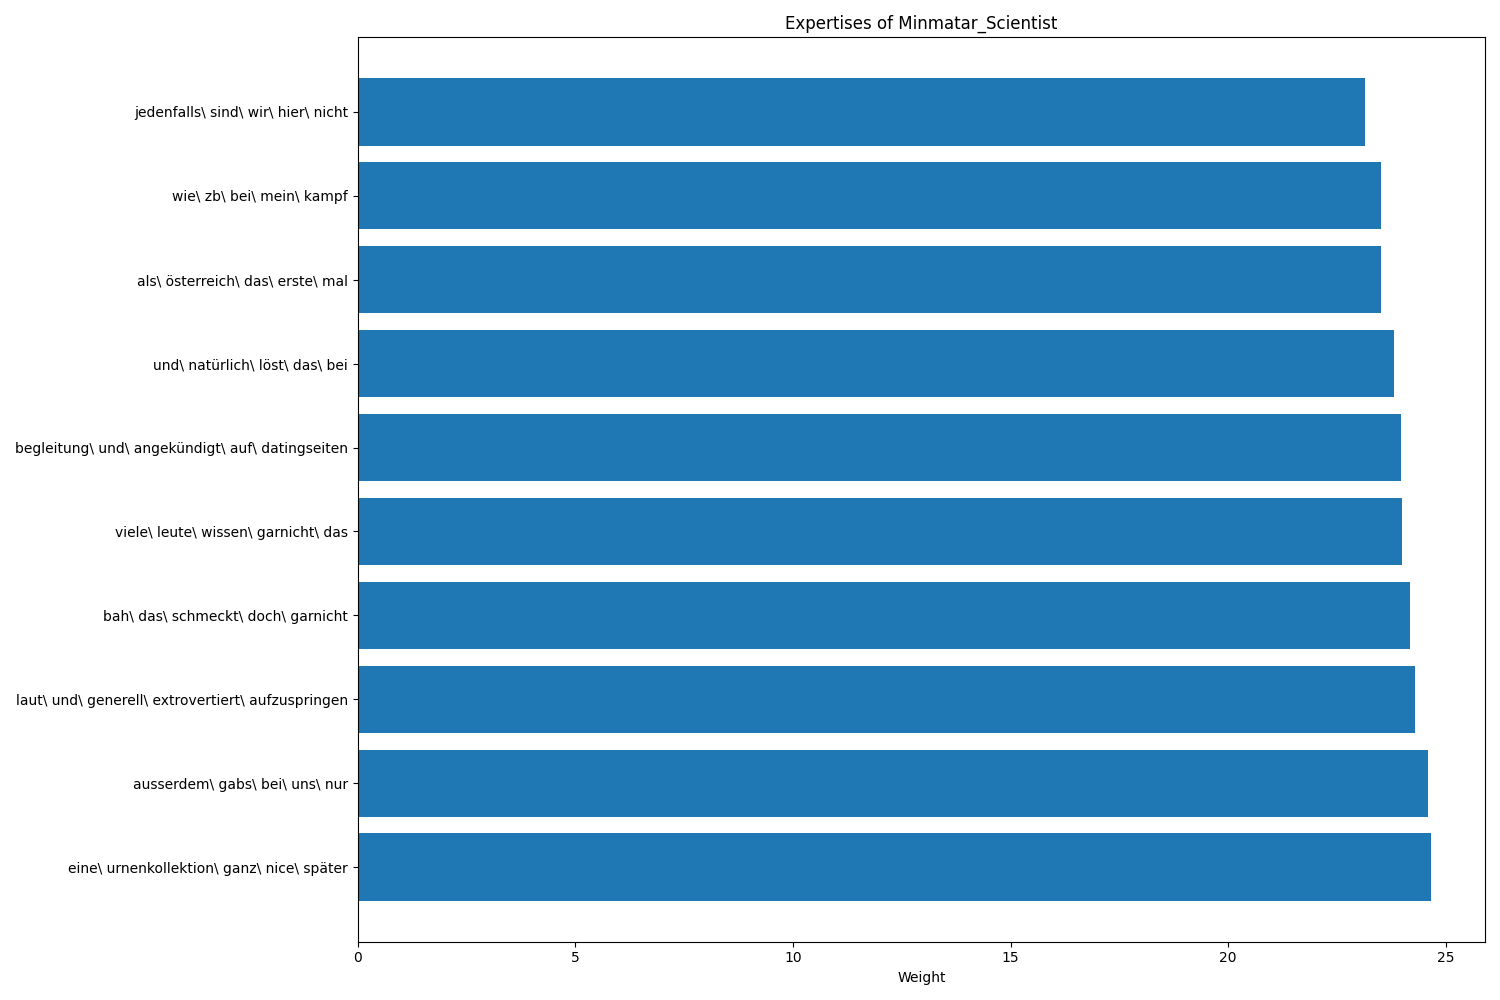 Expertises of Minmatar_Scientist
jedenfalls\ sind\ wir\ hier\ nicht
wie\ zb\ bei\ mein\ kampf
als\ österreich\ das\ erste\ mal
und\ natürlich\ löst\ das\ bei
begleitung\ und\ angekündigt\ auf\ datingseiten
viele\ leute\ wissen\ garnicht\ das
bah\ das\ schmeckt\ doch\ garnicht
laut\ und\ generell\ extrovertiert\ aufzuspringen
ausserdem\ gabs\ bei\ uns\ nur
eine\ urnenkollektion\ ganz\ nice\ später
0 5 10 15 20 25
Weight